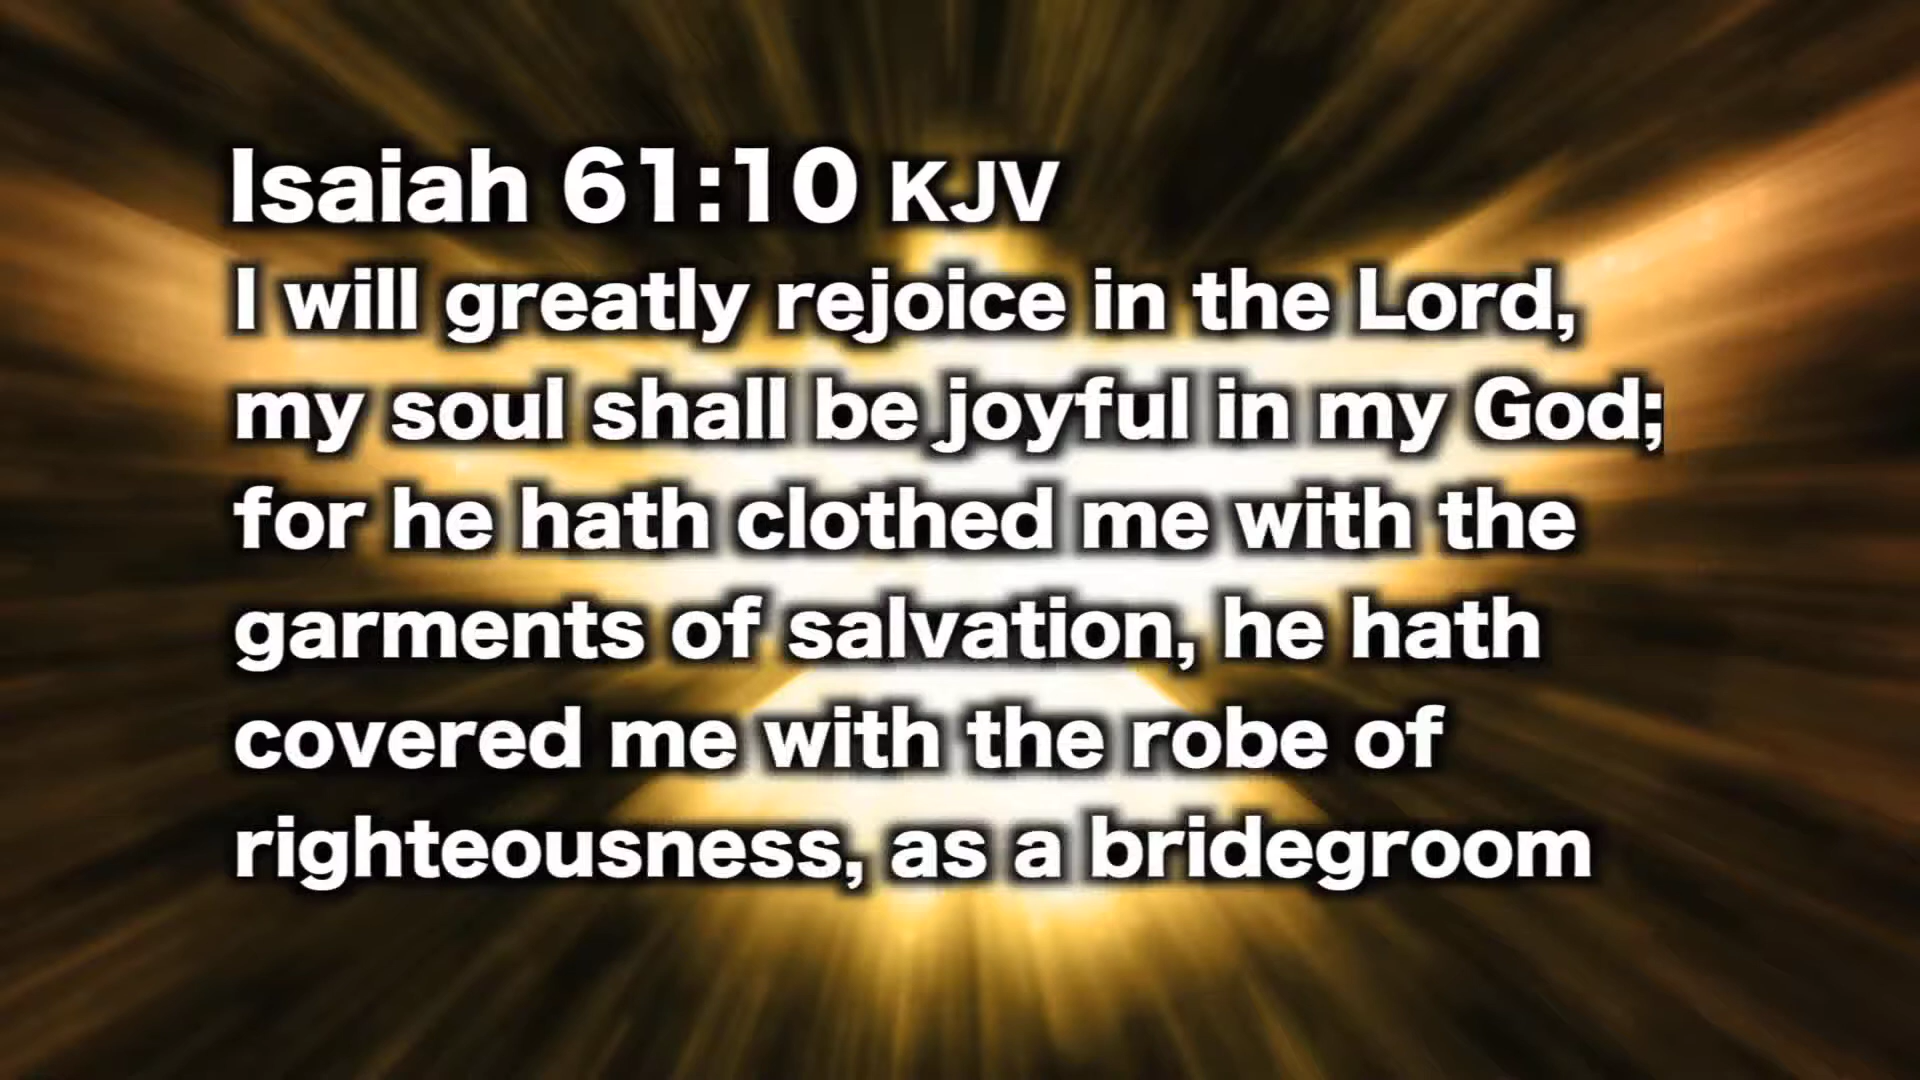 Isaiah 61:10 KJV
I will greatly rejoice in the Lord,
my soul shall be joyful in my God;
for he hath clothed me with the
garments of salvation, he hath
covered me with the robe of
righteousness, as a bridegroom